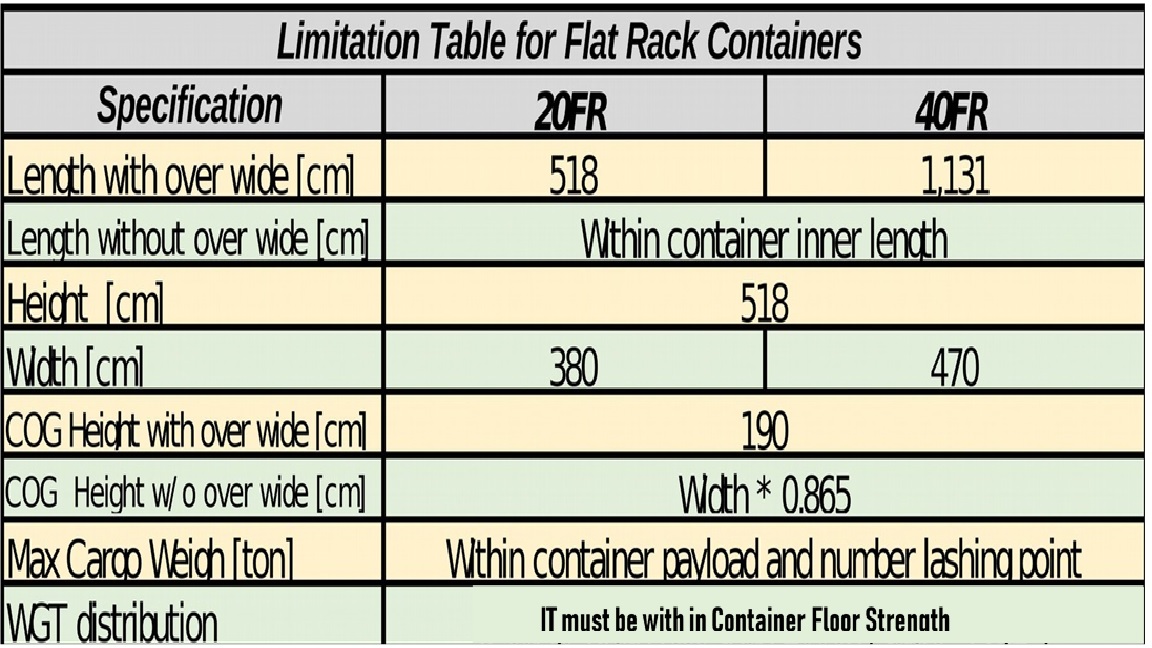 Limitation Table for Flat Rack Containers
Specification 20FR 40FR
Length with over wide [cm] 518 1,131
Length without over wide [cm] Within container inner length
Height [cm] 518
Width [cm] 380 470
COG Height with over wide [cm] 190
COG Height w/o over wide [cm] Width * 0.865
Max Cargo Weigh [ton] Within container payload and number lashing point
WGT distribution IT must be with in Container Floor Strength